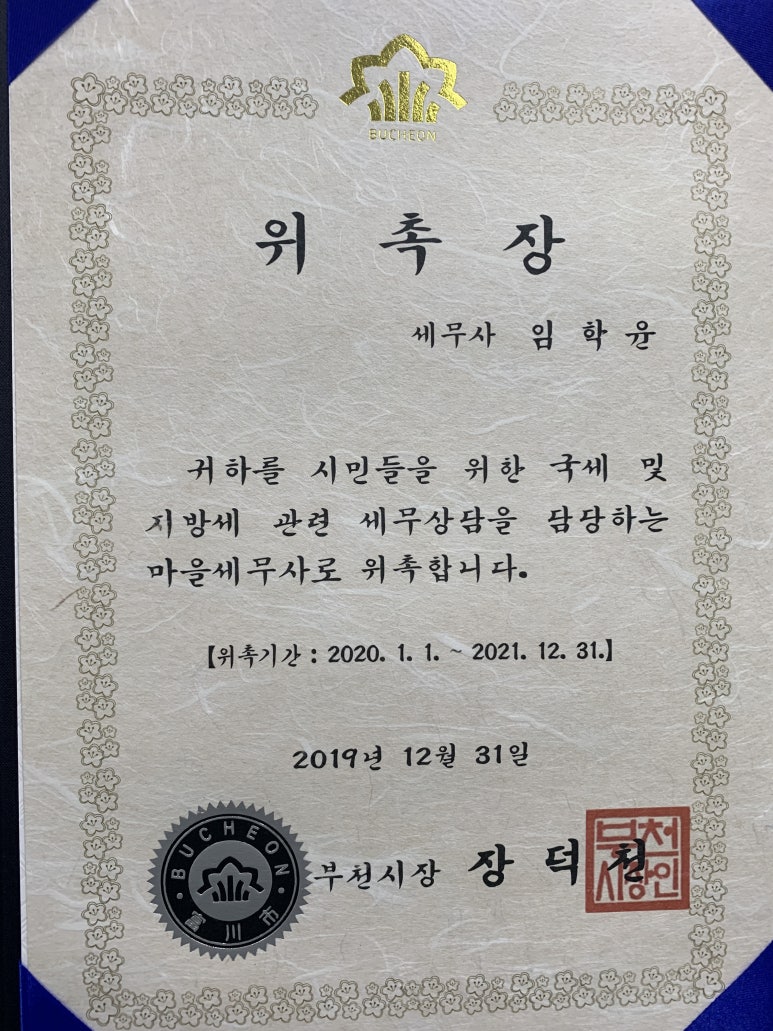 BUCHEON
위 촉 장
세무사 임 학 윤
귀하를 시민들을 위한 국세 및
지방세 관련 세무상담을 담당하는
마을세무사로 위촉합니다.
【위촉기간 : 2020. 1. 1. ~ 2021. 12. 31.】
2019년 12월 31일
BUCHEON
富川市
부천시장 장 덕 천
부천
시장인